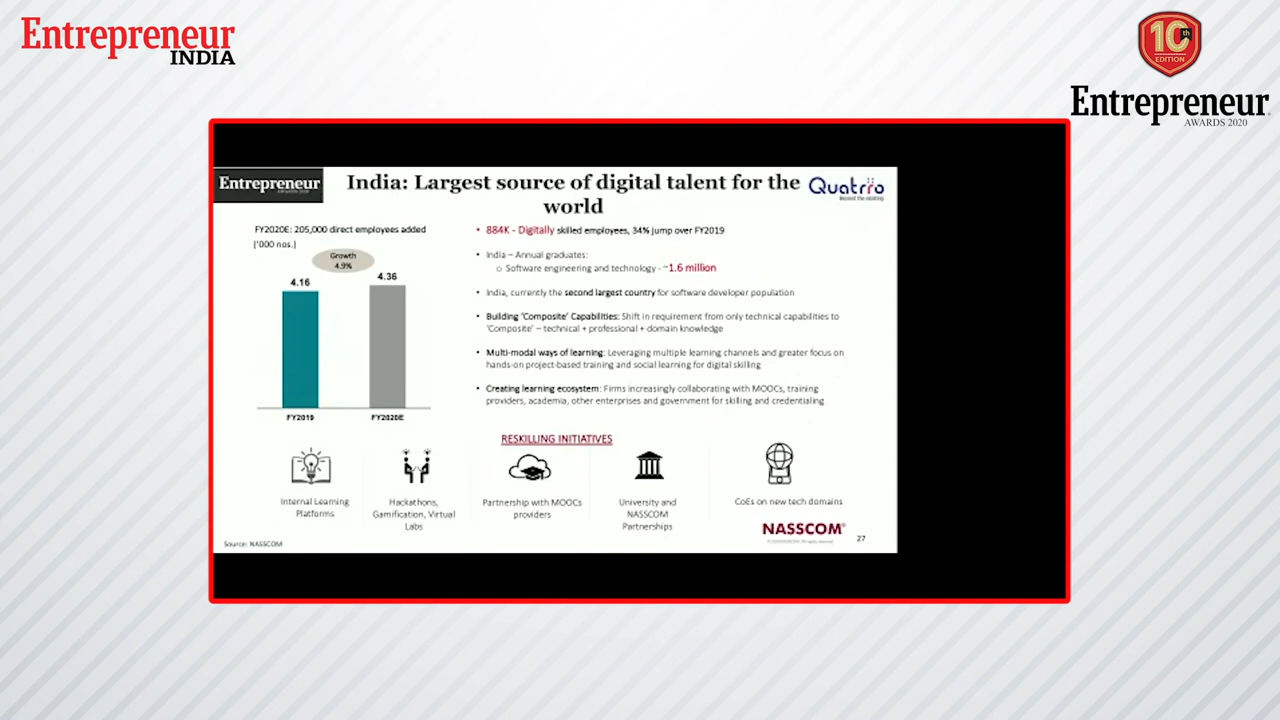 Entrepreneur
INDIA
10th
EDITION
Entrepreneur
AWARDS 2020
Entrepreneur
India: Largest source of digital talent for the
world
Quatrro
Beyond the existing
FY2020E: 205,000 direct employees added
('000 nos.)
Growth
4.9%
4.16
4.36
FY2019
FY2020E
• 884K - Digitally skilled employees, 34% jump over FY2019
• India – Annual graduates:
o Software engineering and technology - ~1.6 million
• India, currently the second largest country for software developer population
• Building 'Composite' Capabilities: Shift in requirement from only technical capabilities to
'Composite' – technical + professional + domain knowledge
• Multi-modal ways of learning: Leveraging multiple learning channels and greater focus on
hands-on project-based training and social learning for digital skilling
• Creating learning ecosystem: Firms increasingly collaborating with MOOCs, training
providers, academia, other enterprises and government for skilling and credentialing
RESKILLING INITIATIVES
Internal Learning
Platforms
Hackathons,
Gamification, Virtual
Labs
Partnership with MOOCs
providers
University and
NASSCOM
Partnerships
CoEs on new tech domains
NASSCOM®
Source: NASSCOM
27